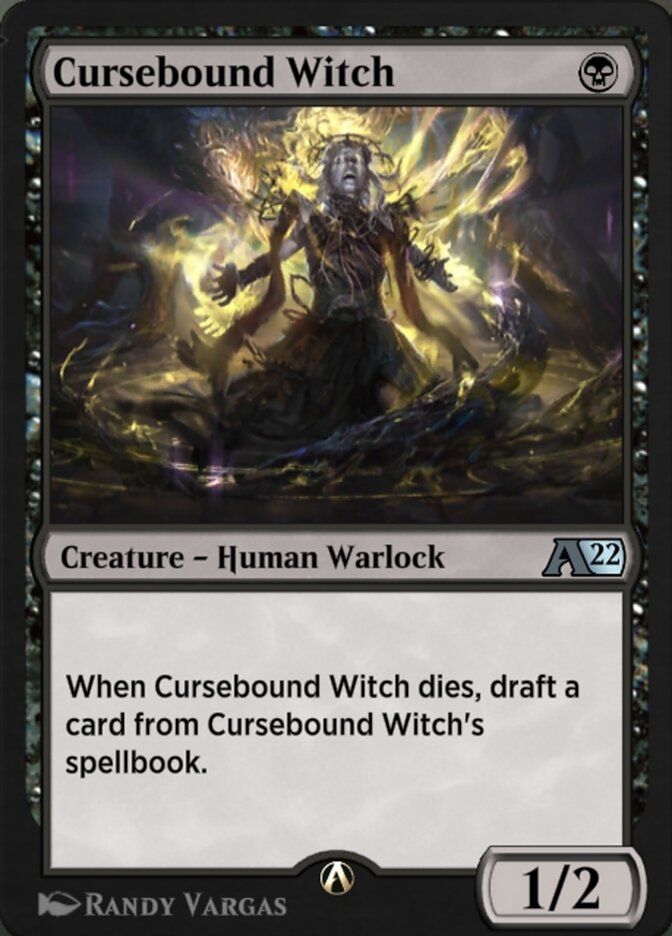 Cursebound Witch
Creature – Human Warlock
A22
When Cursebound Witch dies, draft a
card from Cursebound Witch's
spellbook.
A
1/2
Randy Vargas